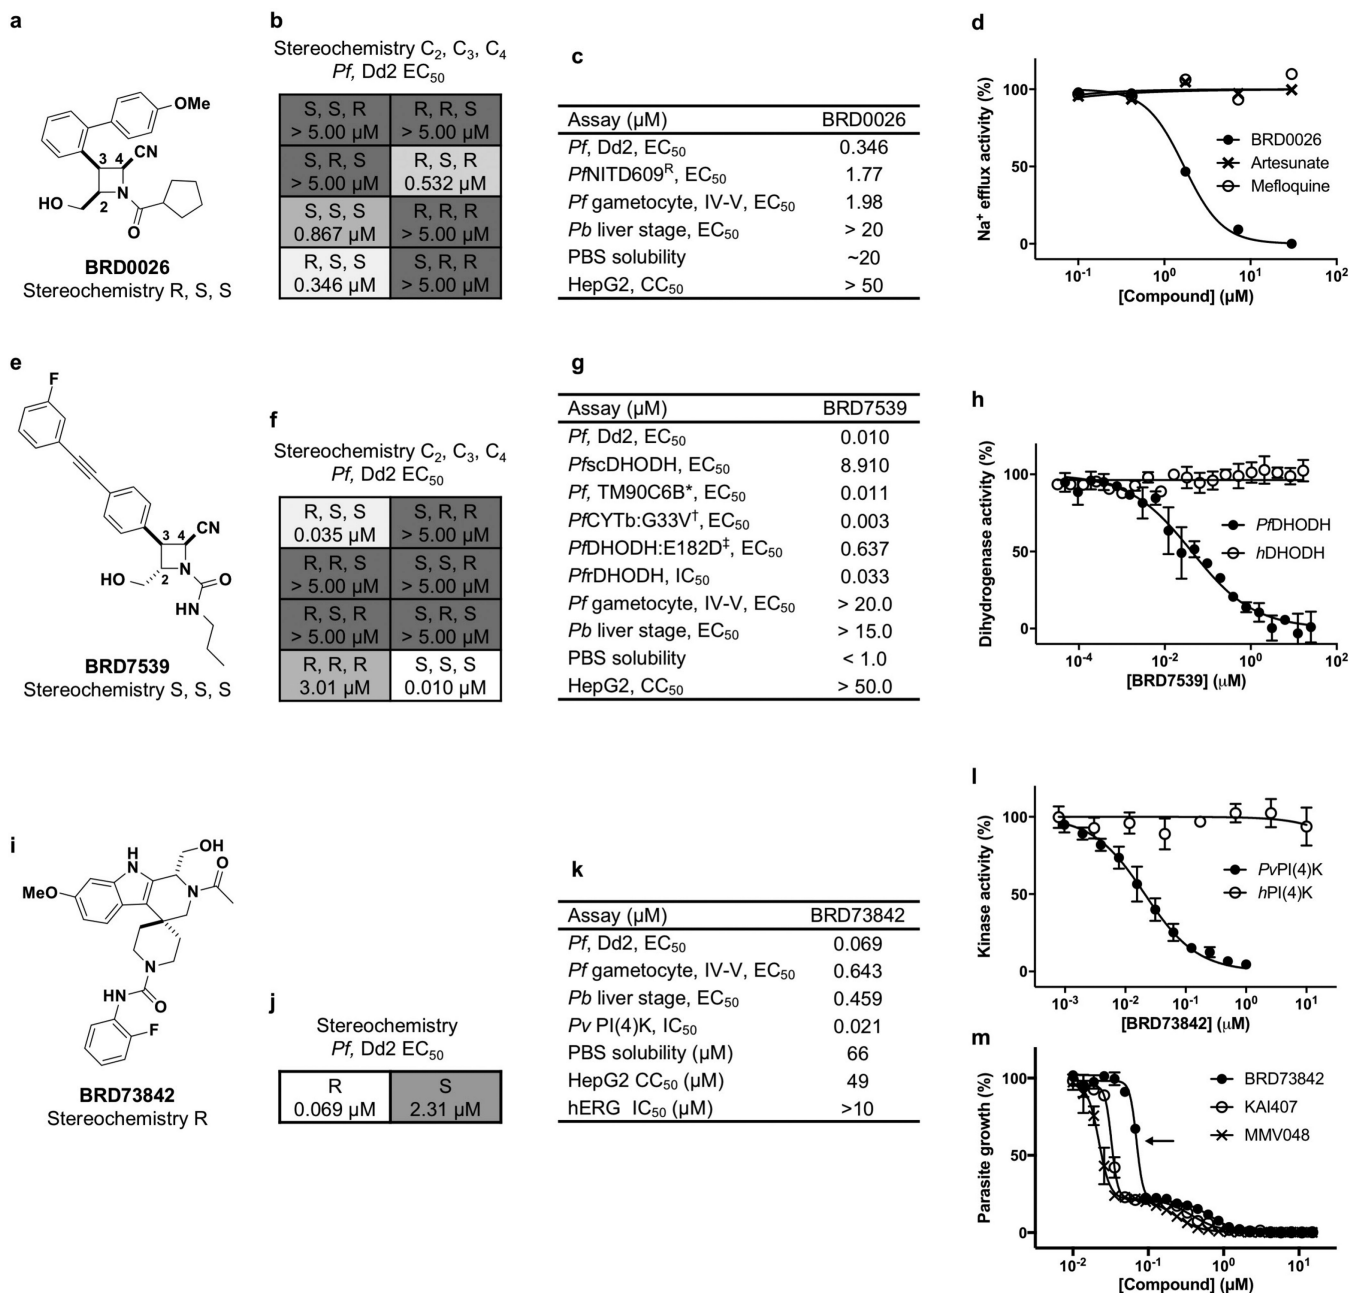 a
OMe
3
4
CN
HO
2
N
O
BRD0026
Stereochemistry R, S, S
b
Stereochemistry C₂, C₃, C₄
Pf, Dd2 EC₅₀
S, S, R R, R, S
> 5.00 µM > 5.00 µM
S, R, S R, S, R
> 5.00 µM 0.532 µM
S, S, S R, R, R
0.867 µM > 5.00 µM
R, S, S S, R, R
0.346 µM > 5.00 µM
c
Assay (µM) BRD0026
Pf, Dd2, EC₅₀ 0.346
PfNITD609ᴿ, EC₅₀ 1.77
Pf gametocyte, IV-V, EC₅₀ 1.98
Pb liver stage, EC₅₀ > 20
PBS solubility ~20
HepG2, CC₅₀ > 50
d
Na⁺ efflux activity (%)
100
50
0
BRD0026
Artesunate
Mefloquine
10⁻¹ 10⁰ 10¹ 10²
[Compound] (µM)
e
F
3
4
CN
HO
2
N
O
HN
BRD7539
Stereochemistry S, S, S
f
Stereochemistry C₂, C₃, C₄
Pf, Dd2 EC₅₀
R, S, S S, R, R
0.035 µM > 5.00 µM
R, R, S S, S, R
> 5.00 µM > 5.00 µM
R, S, R S, R, S
> 5.00 µM > 5.00 µM
R, R, R S, S, S
3.01 µM 0.010 µM
g
Assay (µM) BRD7539
Pf, Dd2, EC₅₀ 0.010
PfscDHODH, EC₅₀ 8.910
Pf, TM90C6B*, EC₅₀ 0.011
PfCYTb:G33V†, EC₅₀ 0.003
PfDHODH:E182D‡, EC₅₀ 0.637
PfrDHODH, IC₅₀ 0.033
Pf gametocyte, IV-V, EC₅₀ > 20.0
Pb liver stage, EC₅₀ > 15.0
PBS solubility < 1.0
HepG2, CC₅₀ > 50.0
h
Dihydrogenase activity (%)
100
50
0
PfDHODH
hDHODH
10⁻⁴ 10⁻² 10⁰ 10²
[BRD7539] (µM)
i
OH
H
N
O
MeO
N
N
HN
O
F
BRD73842
Stereochemistry R
j
Stereochemistry
Pf, Dd2 EC₅₀
R S
0.069 µM 2.31 µM
k
Assay (µM) BRD73842
Pf, Dd2, EC₅₀ 0.069
Pf gametocyte, IV-V, EC₅₀ 0.643
Pb liver stage, EC₅₀ 0.459
Pv PI(4)K, IC₅₀ 0.021
PBS solubility (µM) 66
HepG2 CC₅₀ (µM) 49
hERG IC₅₀ (µM) >10
l
Kinase activity (%)
100
50
0
PvPI(4)K
hPI(4)K
10⁻³ 10⁻² 10⁻¹ 10⁰ 10¹
[BRD73842] (µM)
m
Parasite growth (%)
100
50
0
BRD73842
KAI407
MMV048
10⁻² 10⁻¹ 10⁰ 10¹
[Compound] (µM)